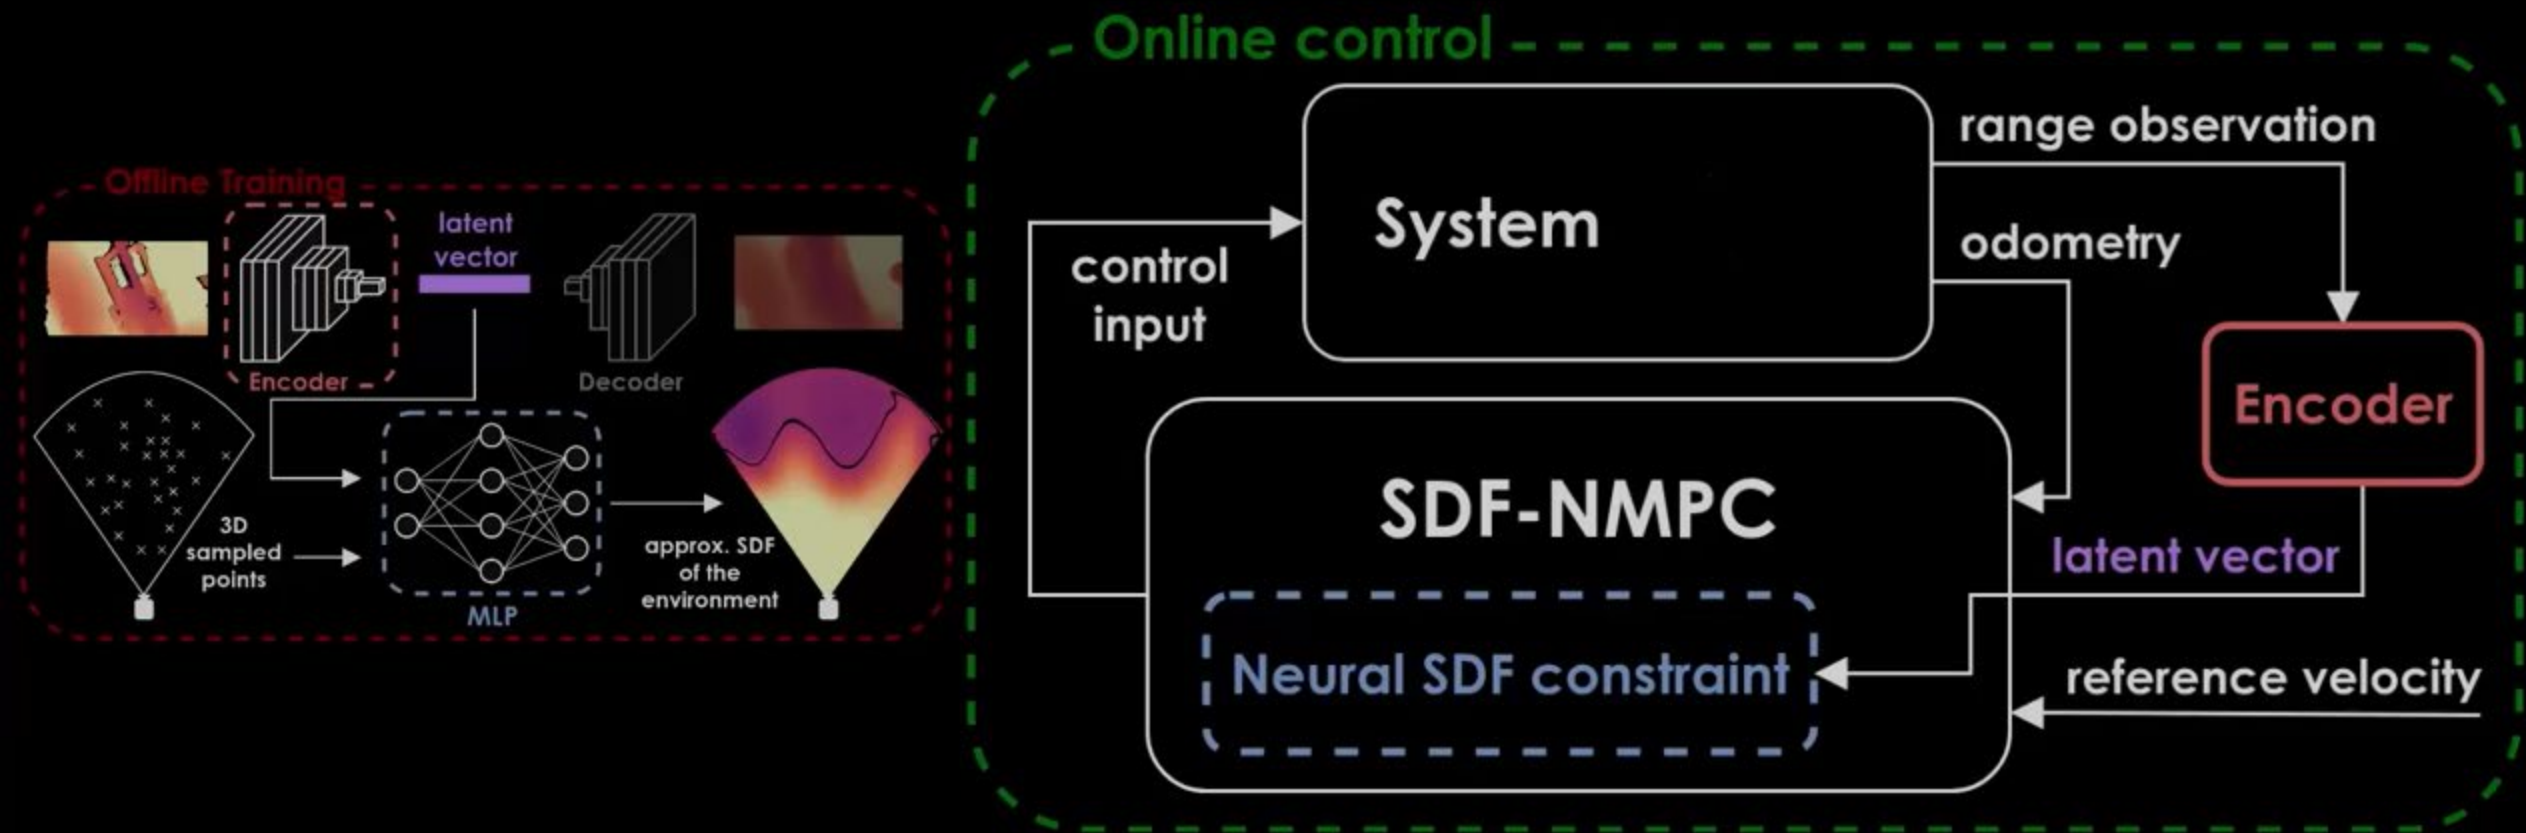 Offline Training
latent
vector
Encoder
Decoder
3D
sampled
points
MLP
approx. SDF
of the
environment
Online control
System
range observation
odometry
control
input
Encoder
SDF-NMPC
latent vector
Neural SDF constraint
reference velocity